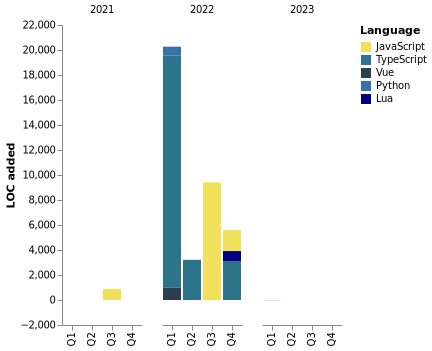 2021 2022 2023
22,000
20,000
18,000
16,000
14,000
12,000
10,000
8,000
6,000
4,000
2,000
0
−2,000
LOC added
Q1 Q2 Q3 Q4 Q1 Q2 Q3 Q4 Q1 Q2 Q3 Q4
Language
JavaScript
TypeScript
Vue
Python
Lua